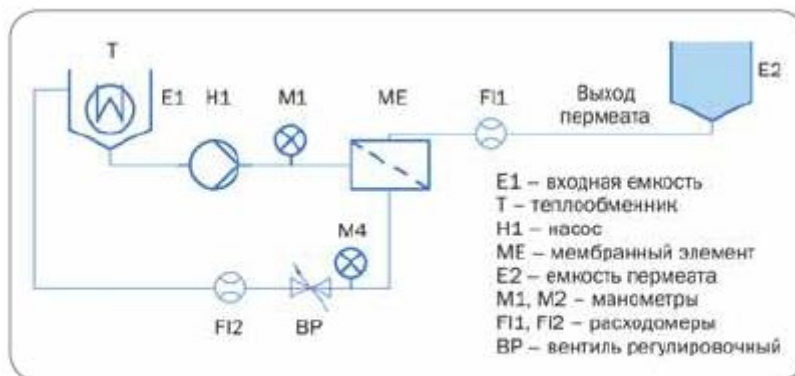 T
E1
H1
M1
ME
FI1
Выход
пермеата
E2
M4
FI2
BP
E1 – входная емкость
T – теплообменник
H1 – насос
ME – мембранный элемент
E2 – емкость пермеата
M1, M2 – манометры
FI1, FI2 – расходомеры
BP – вентиль регулировочный